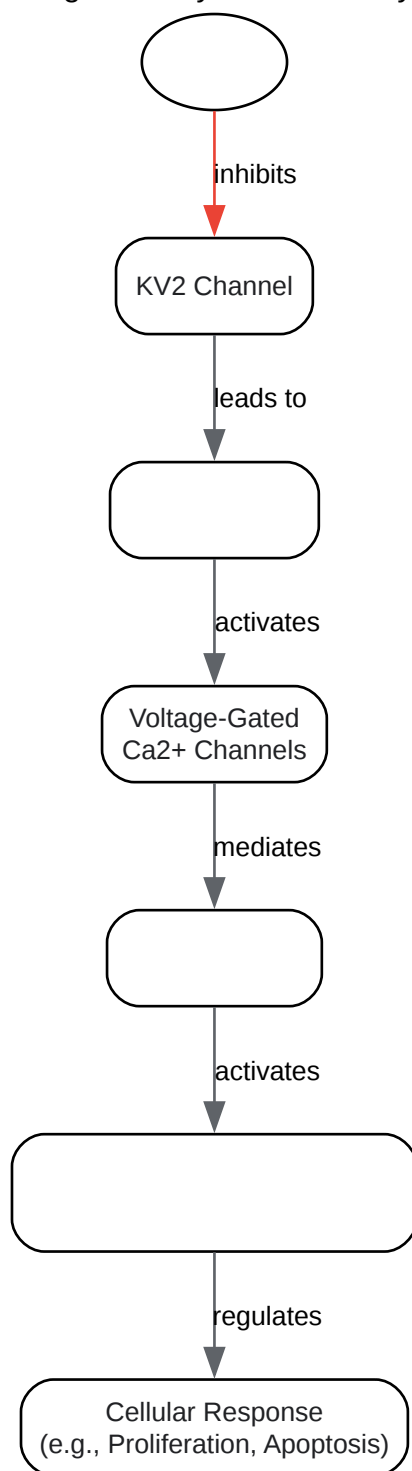 inhibits
KV2 Channel
leads to
activates
Voltage-Gated
Ca2+ Channels
mediates
activates
regulates
Cellular Response
(e.g., Proliferation, Apoptosis)